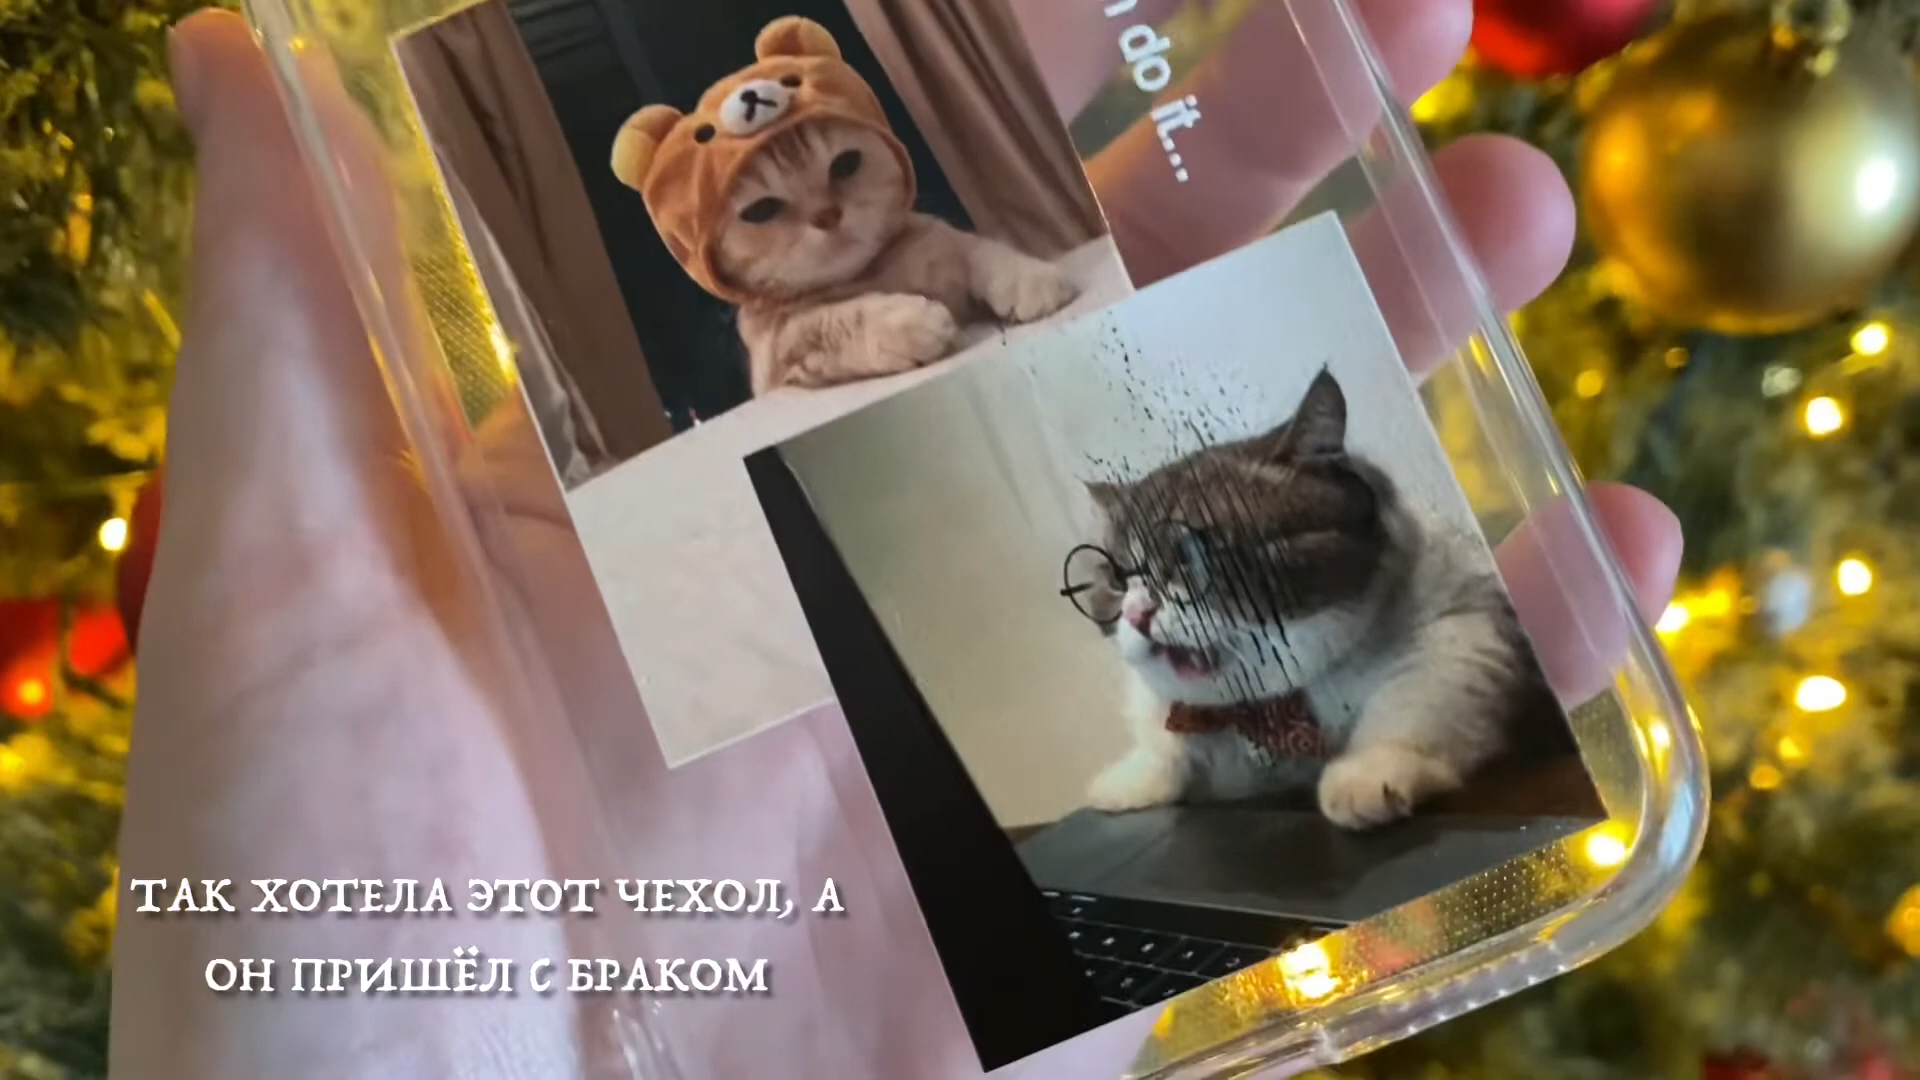 do it...
ТАК ХОТЕЛА ЭТОТ ЧЕХОЛ, А
ОН ПРИШЁЛ С БРАКОМ